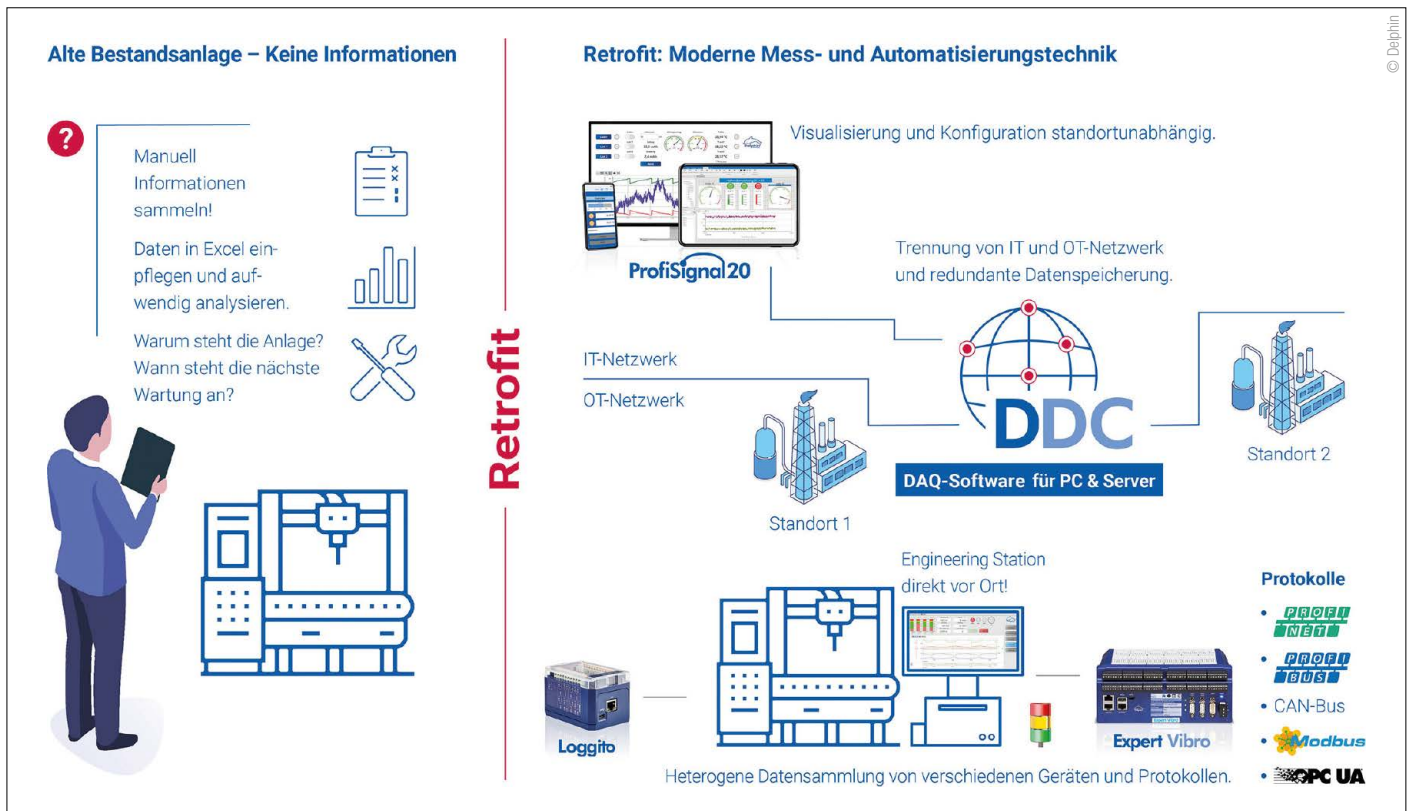 © Delphin
Alte Bestandsanlage – Keine Informationen
?
Manuell
Informationen
sammeln!
Daten in Excel ein-
pflegen und auf-
wendig analysieren.
Warum steht die Anlage?
Wann steht die nächste
Wartung an?
Retrofit
Retrofit: Moderne Mess- und Automatisierungstechnik
Visualisierung und Konfiguration standortunabhängig.
ProfiSignal 20
Trennung von IT und OT-Netzwerk
und redundante Datenspeicherung.
IT-Netzwerk
OT-Netzwerk
DDC
DAQ-Software für PC & Server
Standort 1
Standort 2
Engineering Station
direkt vor Ort!
Loggito
Expert Vibro
Heterogene Datensammlung von verschiedenen Geräten und Protokollen.
Protokolle
• PROFI
NET
• PROFI
BUS
• CAN-Bus
• Modbus
• OPC UA